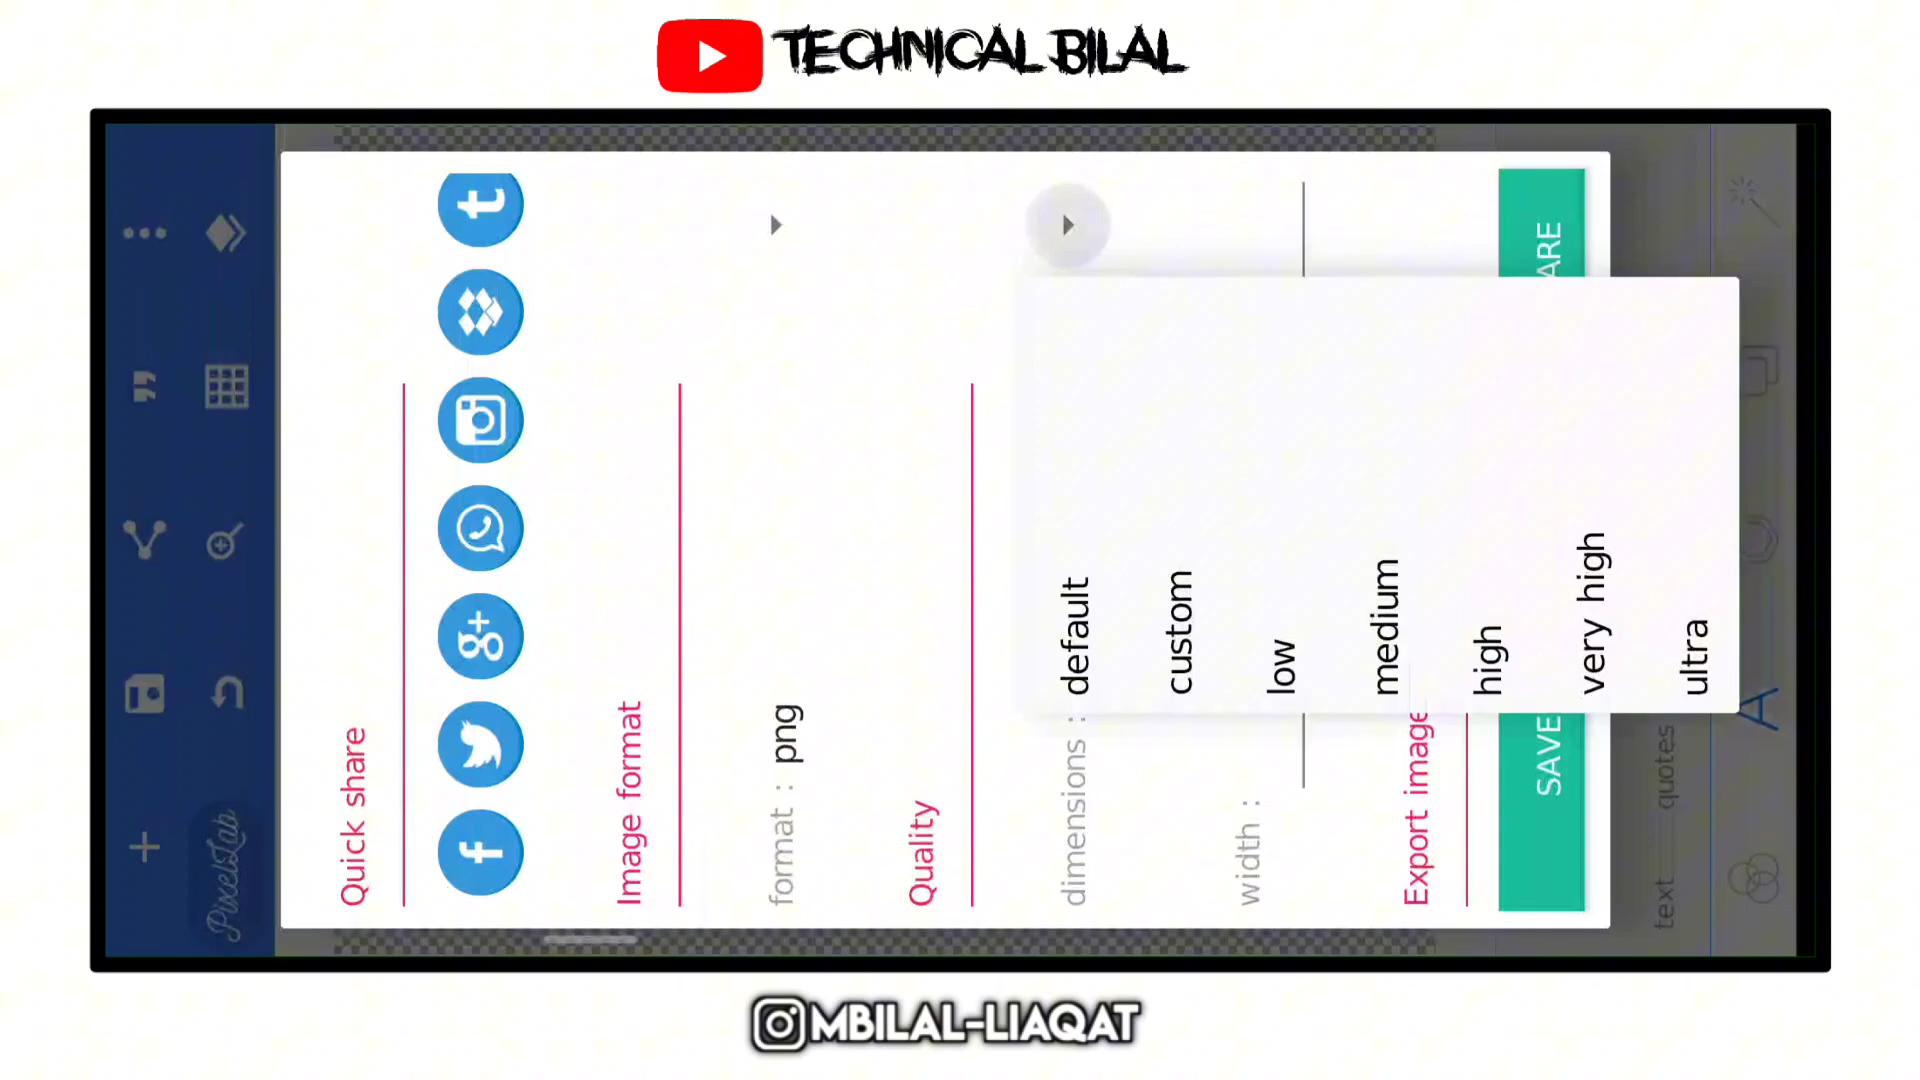 TECHNICAL BILAL
PixelLab
Quick share
Image format
format : png
Quality
dimensions :
default
custom
low
medium
high
very high
ultra
width :
Export image
SAVE
ARE
text
quotes
A
MBILAL-LIAQAT